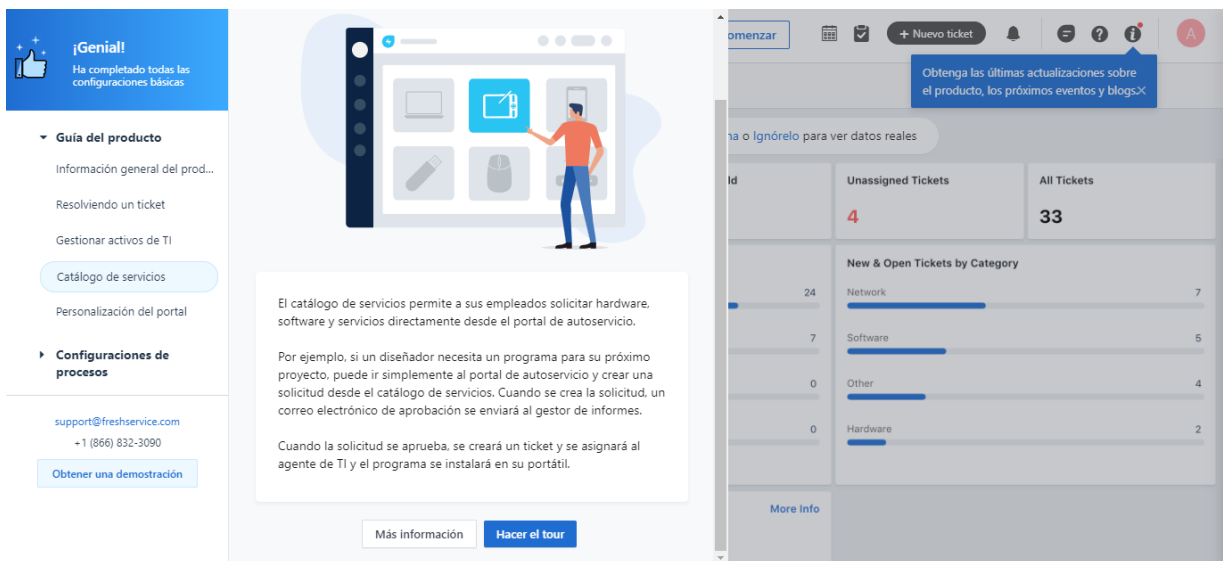 ¡Genial!
Ha completado todas las
configuraciones básicas
Guía del producto
Información general del prod...
Resolviendo un ticket
Gestionar activos de TI
Catálogo de servicios
Personalización del portal
Configuraciones de
procesos
support@freshservice.com
+1 (866) 832-3090
Obtener una demostración
El catálogo de servicios permite a sus empleados solicitar hardware,
software y servicios directamente desde el portal de autoservicio.
Por ejemplo, si un diseñador necesita un programa para su próximo
proyecto, puede ir simplemente al portal de autoservicio y crear una
solicitud desde el catálogo de servicios. Cuando se crea la solicitud, un
correo electrónico de aprobación se enviará al gestor de informes.
Cuando la solicitud se aprueba, se creará un ticket y se asignará al
agente de TI y el programa se instalará en su portátil.
Más información
Hacer el tour
omenzar
+ Nuevo ticket
A
Obtenga las últimas actualizaciones sobre
el producto, los próximos eventos y blogs.
na o Ignórelo para ver datos reales
ld
Unassigned Tickets
4
All Tickets
33
24
7
0
0
New & Open Tickets by Category
Network 7
Software 5
Other 4
Hardware 2
More Info